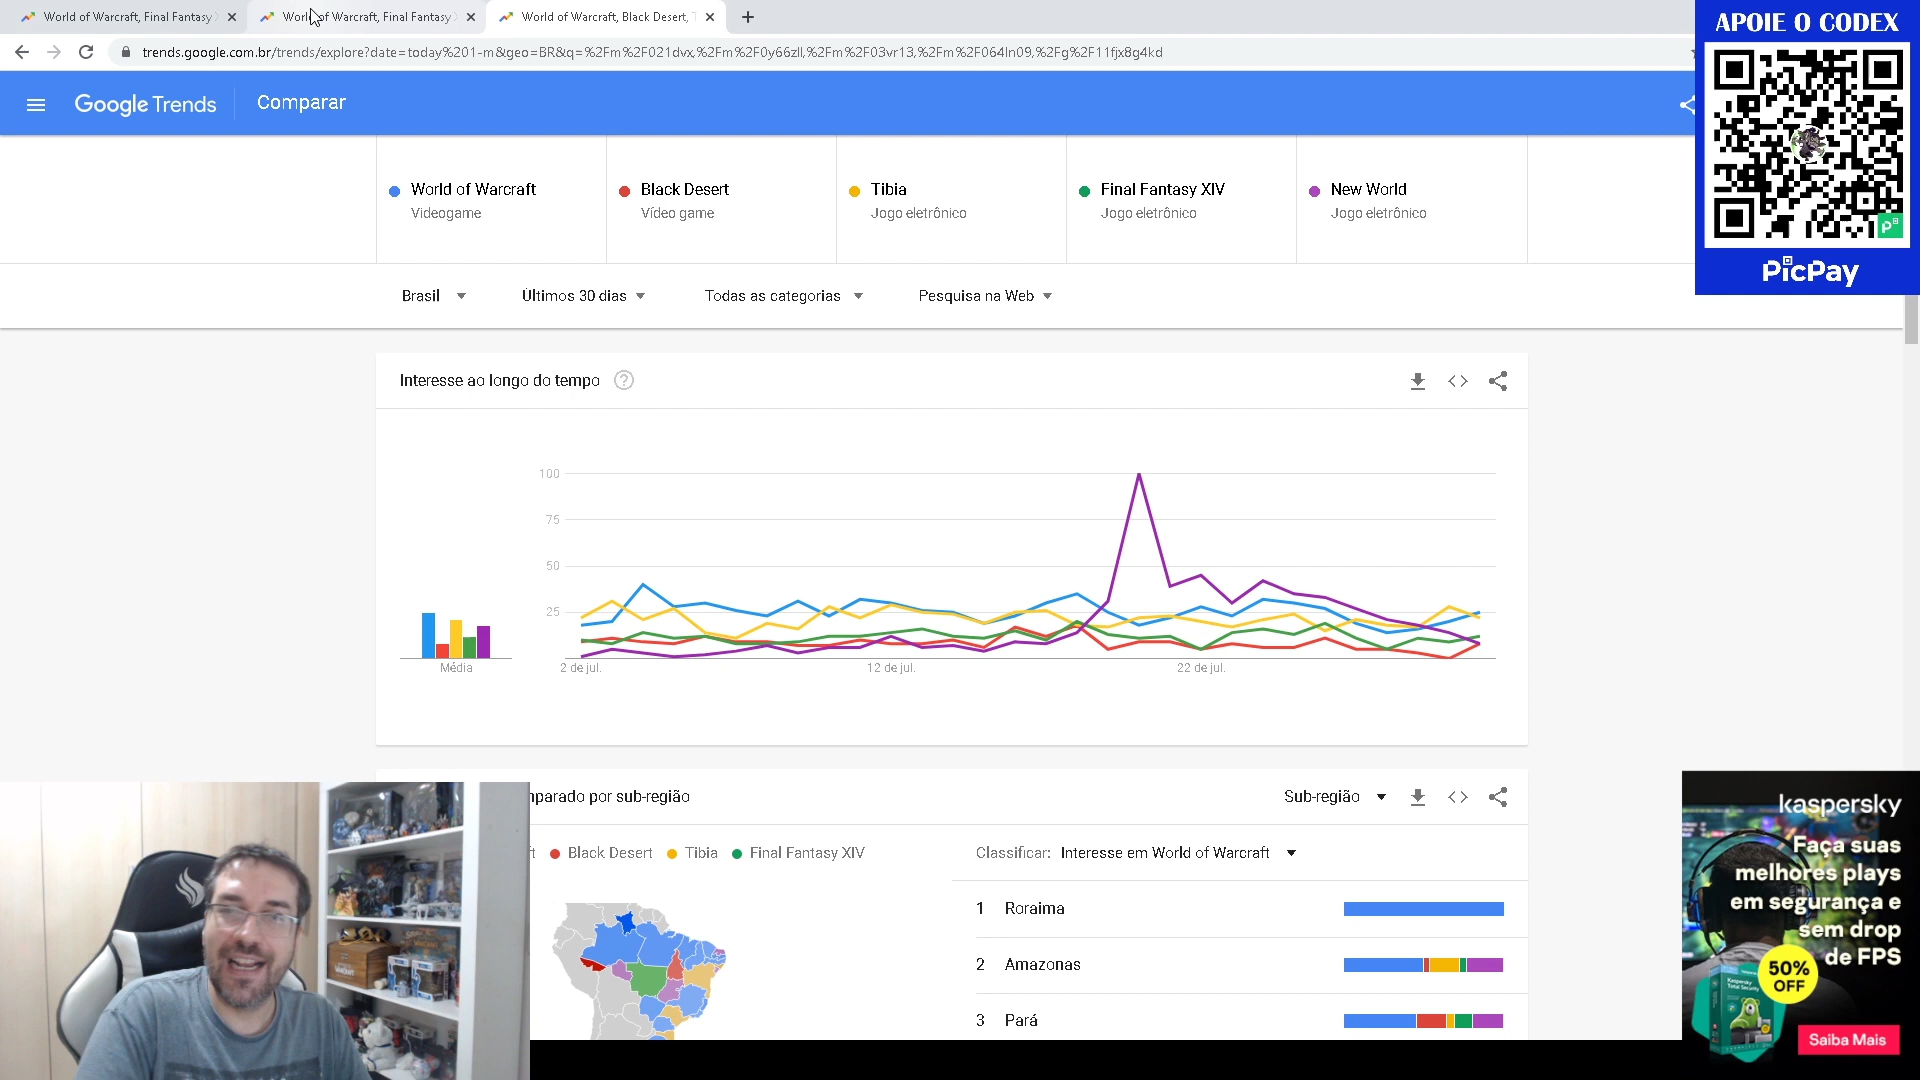 World of Warcraft, Final Fantasy
World of Warcraft, Final Fantasy
World of Warcraft, Black Desert, T
trends.google.com.br/trends/explore?date=today%201-m&geo=BR&q=%2Fm%2F021dvx,%2Fm%2F0y66zll,%2Fm%2F03vr13,%2Fm%2F064ln09,%2Fg%2F11fjx8g4kd
Google Trends
Comparar
World of Warcraft
Videogame
Black Desert
Vídeo game
Tibia
Jogo eletrônico
Final Fantasy XIV
Jogo eletrônico
New World
Jogo eletrônico
APOIE O CODEX
PicPay
Brasil
Últimos 30 dias
Todas as categorias
Pesquisa na Web
Interesse ao longo do tempo
100
75
50
25
Média
2 de jul.
12 de jul.
22 de jul.
mparado por sub-região
Sub-região
ft
Black Desert
Tibia
Final Fantasy XIV
Classificar: Interesse em World of Warcraft
1 Roraima
2 Amazonas
3 Pará
kaspersky
Faça suas
melhores plays
em segurança e
sem drop
de FPS
50%
OFF
Saiba Mais